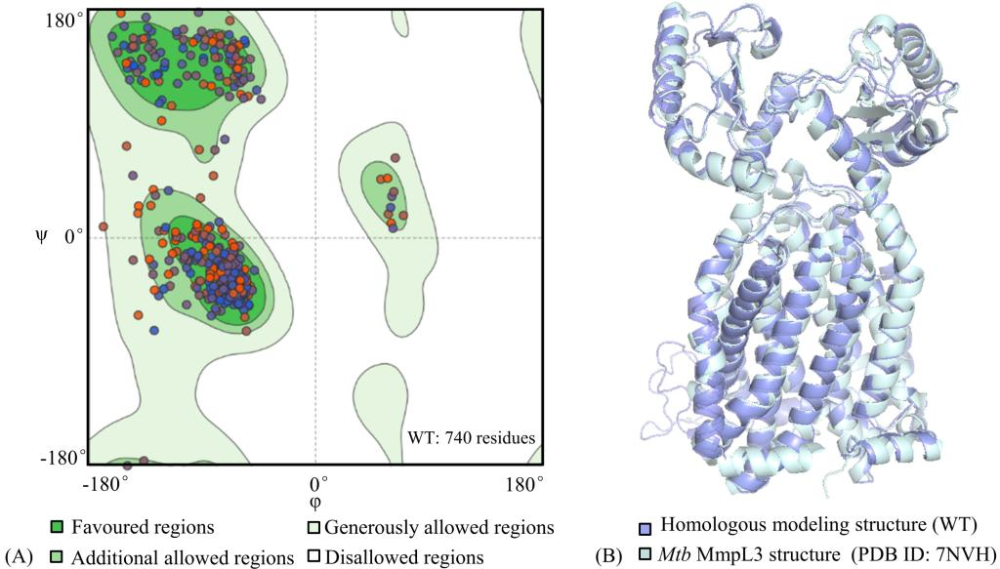 180°
ψ 0°
WT: 740 residues
-180°
-180° 0° 180°
φ
Favoured regions
Generously allowed regions
(A) Additional allowed regions
Disallowed regions
Homologous modeling structure (WT)
(B) Mtb MmpL3 structure (PDB ID: 7NVH)